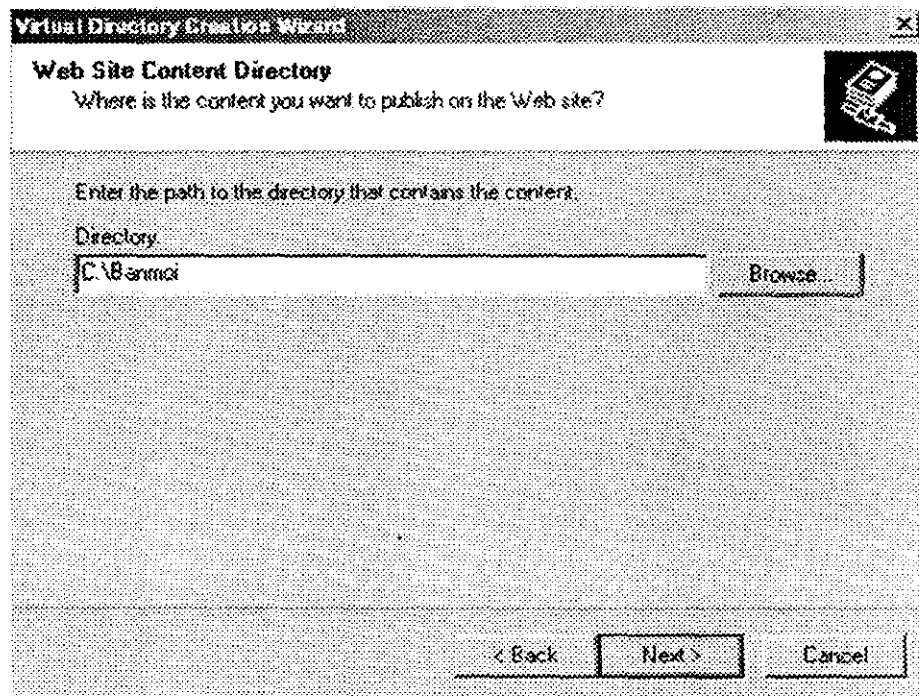 Virtual Directory Creation Wizard
Web Site Content Directory
Where is the content you want to publish on the Web site?
Enter the path to the directory that contains the content.
Directory:
C:\Banmoi
Browse...
< Back
Next >
Cancel